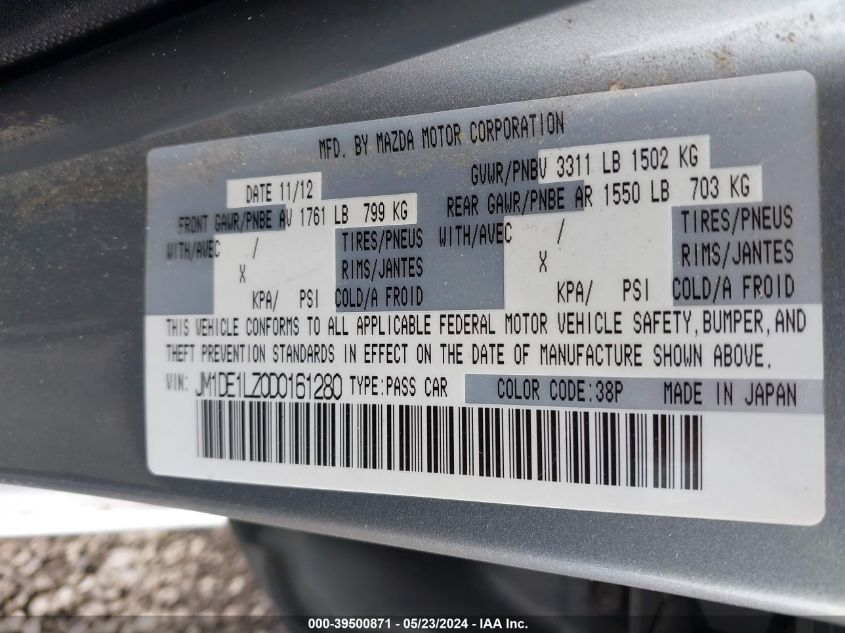 MFD. BY MAZDA MOTOR CORPORATION
DATE 11/12 GVWR/PNBV 3311 LB 1502 KG
FRONT GAWR/PNBE AV 1761 LB 799 KG REAR GAWR/PNBE AR 1550 LB 703 KG
WITH/AVEC / TIRES/PNEUS WITH/AVEC / TIRES/PNEUS
X RIMS/JANTES X RIMS/JANTES
KPA/ PSI COLD/A FROID KPA/ PSI COLD/A FROID
THIS VEHICLE CONFORMS TO ALL APPLICABLE FEDERAL MOTOR VEHICLE SAFETY, BUMPER, AND
THEFT PREVENTION STANDARDS IN EFFECT ON THE DATE OF MANUFACTURE SHOWN ABOVE.
VIN: JM1DE1LZ0D0161280 TYPE:PASS CAR COLOR CODE:38P MADE IN JAPAN
000-39500871 - 05/23/2024 - IAA Inc.